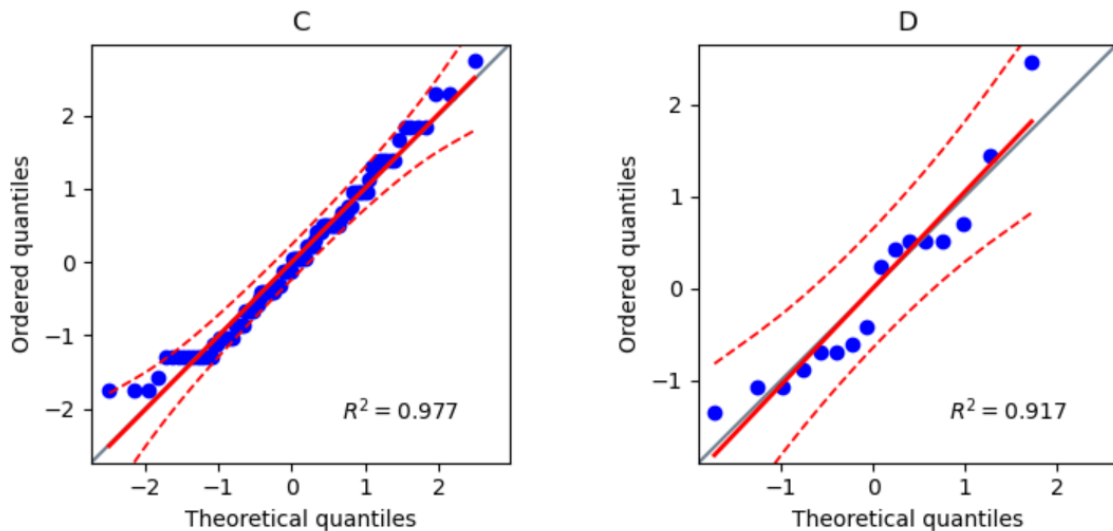 C
Ordered quantiles
2
1
0
−1
−2
R² = 0.977
−2 −1 0 1 2
Theoretical quantiles
D
Ordered quantiles
2
1
0
−1
R² = 0.917
−1 0 1 2
Theoretical quantiles